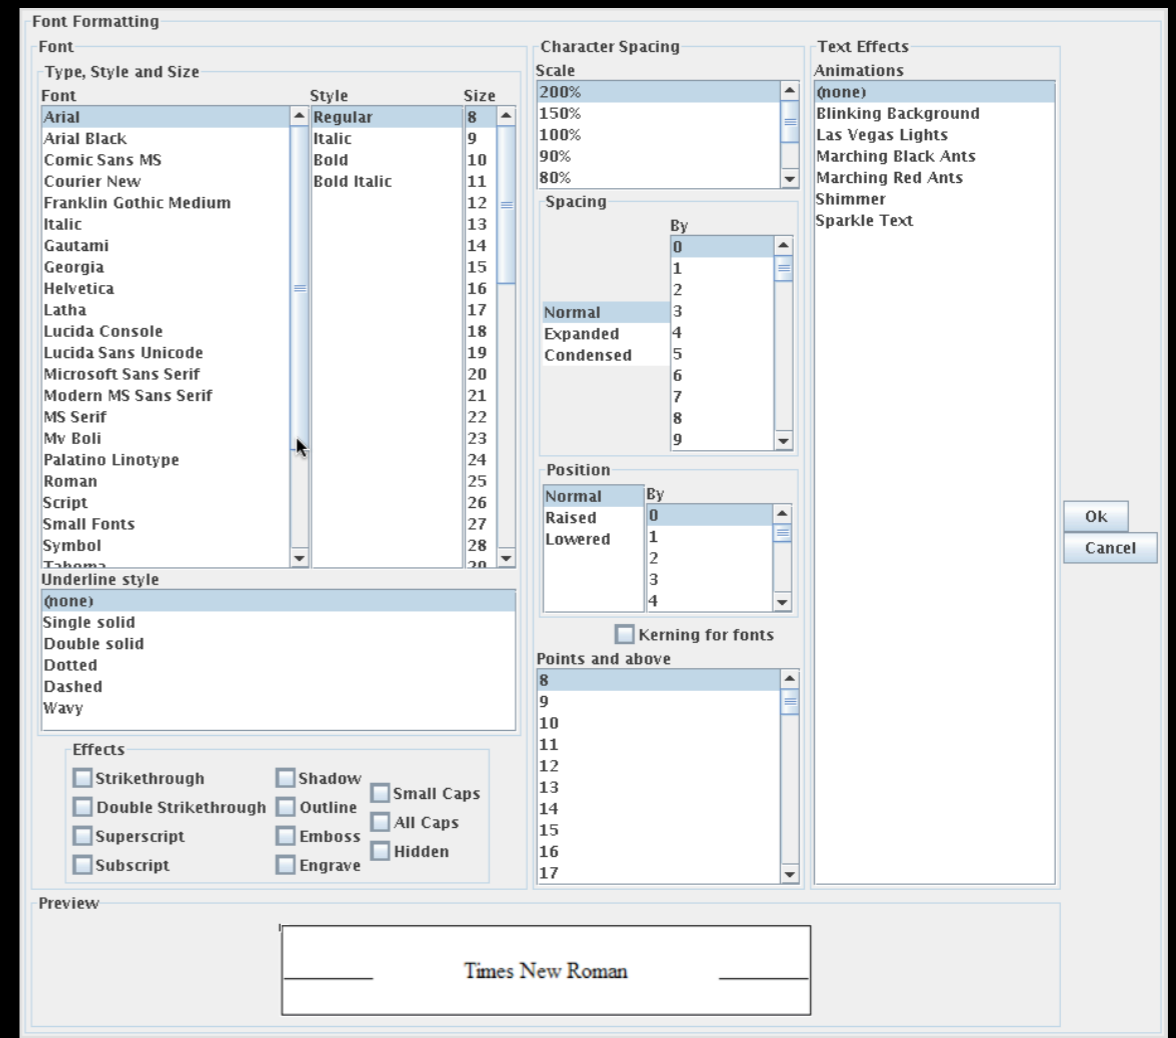 Font Formatting
Font
Type, Style and Size
Font
Arial
Arial Black
Comic Sans MS
Courier New
Franklin Gothic Medium
Italic
Gautami
Georgia
Helvetica
Latha
Lucida Console
Lucida Sans Unicode
Microsoft Sans Serif
Modern MS Sans Serif
MS Serif
Mv Boli
Palatino Linotype
Roman
Script
Small Fonts
Symbol
Tahoma
Style
Regular
Italic
Bold
Bold Italic
Size
8
9
10
11
12
13
14
15
16
17
18
19
20
21
22
23
24
25
26
27
28
29
Underline style
(none)
Single solid
Double solid
Dotted
Dashed
Wavy
Effects
Strikethrough
Double Strikethrough
Superscript
Subscript
Shadow
Outline
Emboss
Engrave
Small Caps
All Caps
Hidden
Character Spacing
Scale
200%
150%
100%
90%
80%
Spacing
Normal
Expanded
Condensed
By
0
1
2
3
4
5
6
7
8
9
Position
Normal
Raised
Lowered
By
0
1
2
3
4
Kerning for fonts
Points and above
8
9
10
11
12
13
14
15
16
17
Text Effects
Animations
(none)
Blinking Background
Las Vegas Lights
Marching Black Ants
Marching Red Ants
Shimmer
Sparkle Text
Ok
Cancel
Preview
Times New Roman